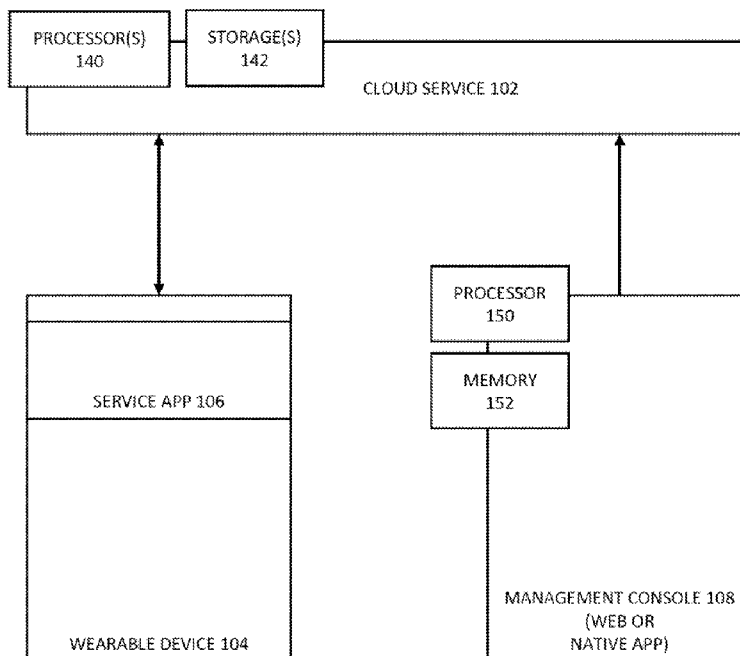 PROCESSOR(S)
140
STORAGE(S)
142
CLOUD SERVICE 102
PROCESSOR
150
MEMORY
152
SERVICE APP 106
WEARABLE DEVICE 104
MANAGEMENT CONSOLE 108
(WEB OR
NATIVE APP)